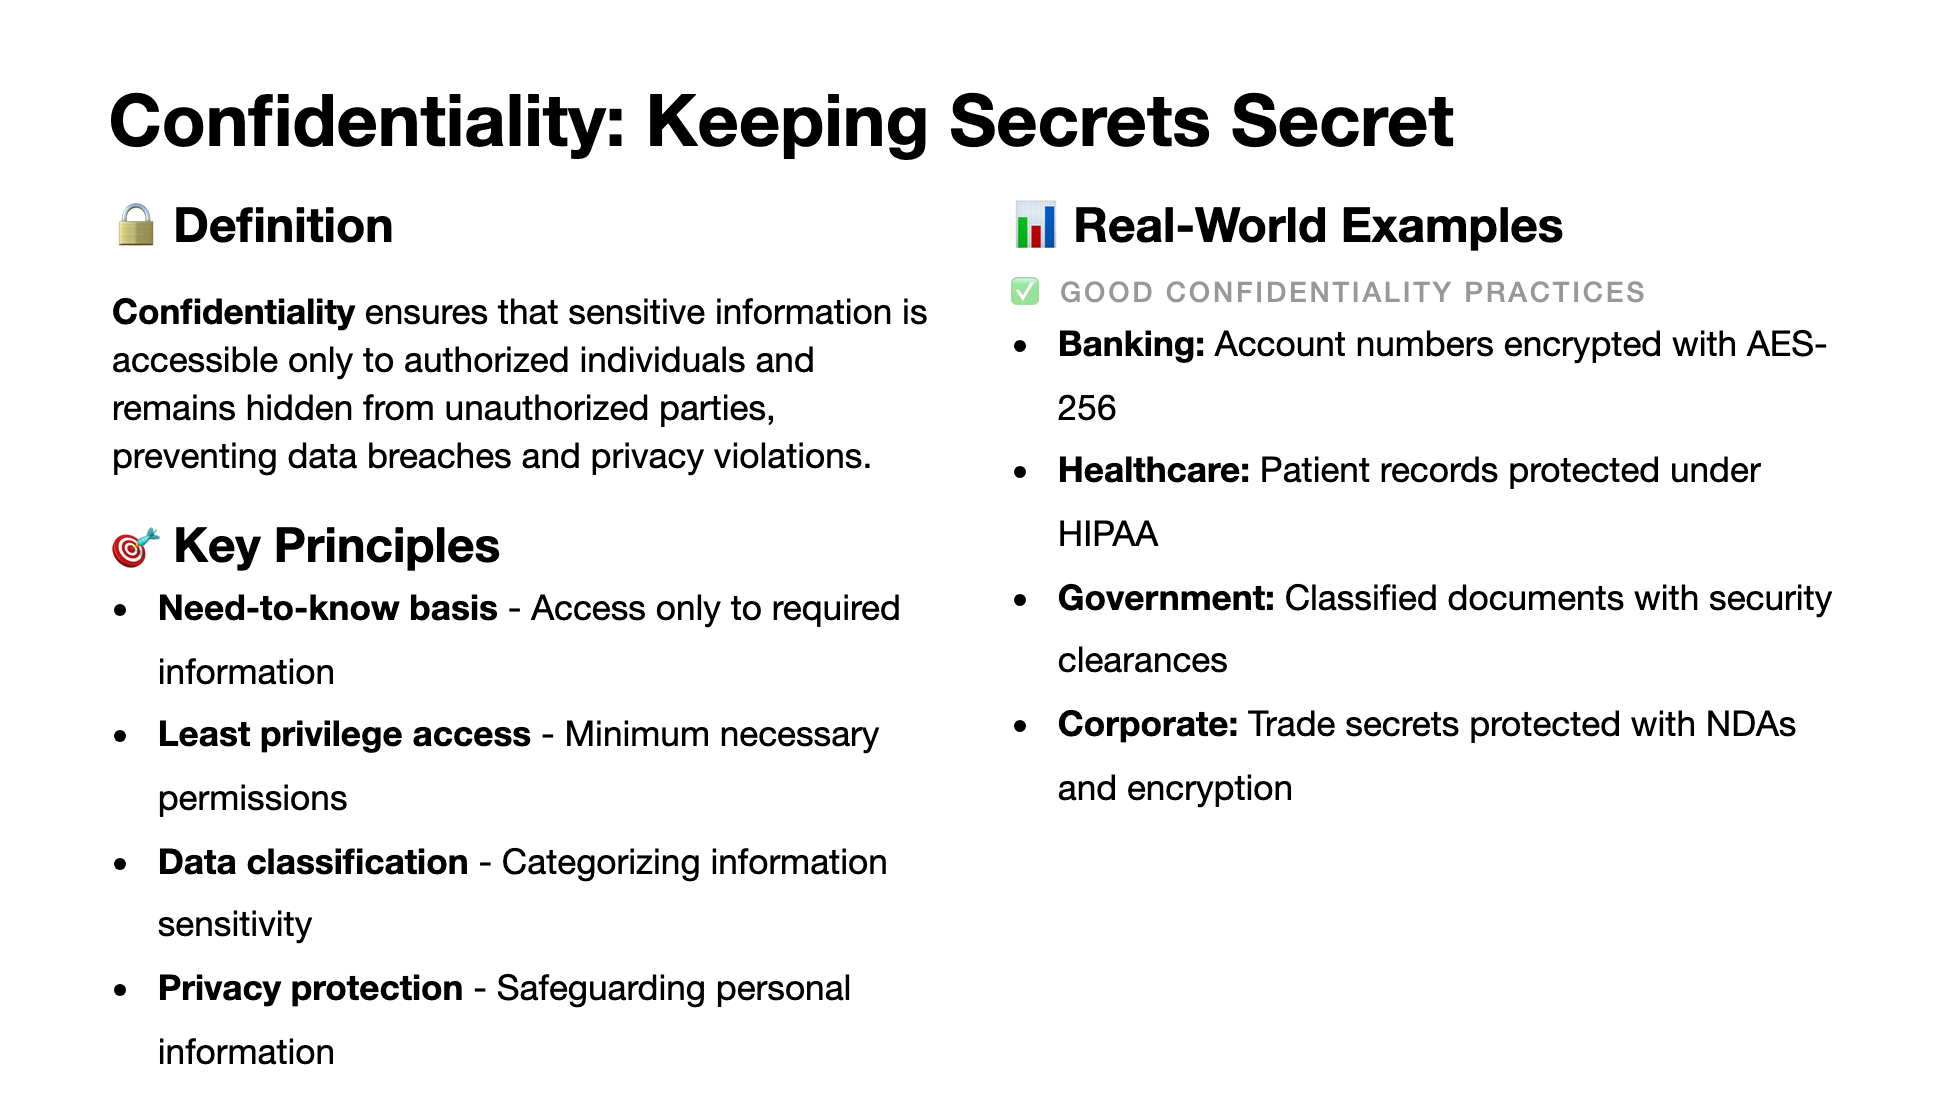 Confidentiality: Keeping Secrets Secret
🔒 Definition
Confidentiality ensures that sensitive information is
accessible only to authorized individuals and
remains hidden from unauthorized parties,
preventing data breaches and privacy violations.
🎯 Key Principles
• Need-to-know basis - Access only to required
information
• Least privilege access - Minimum necessary
permissions
• Data classification - Categorizing information
sensitivity
• Privacy protection - Safeguarding personal
information
📊 Real-World Examples
✅ GOOD CONFIDENTIALITY PRACTICES
• Banking: Account numbers encrypted with AES-
256
• Healthcare: Patient records protected under
HIPAA
• Government: Classified documents with security
clearances
• Corporate: Trade secrets protected with NDAs
and encryption